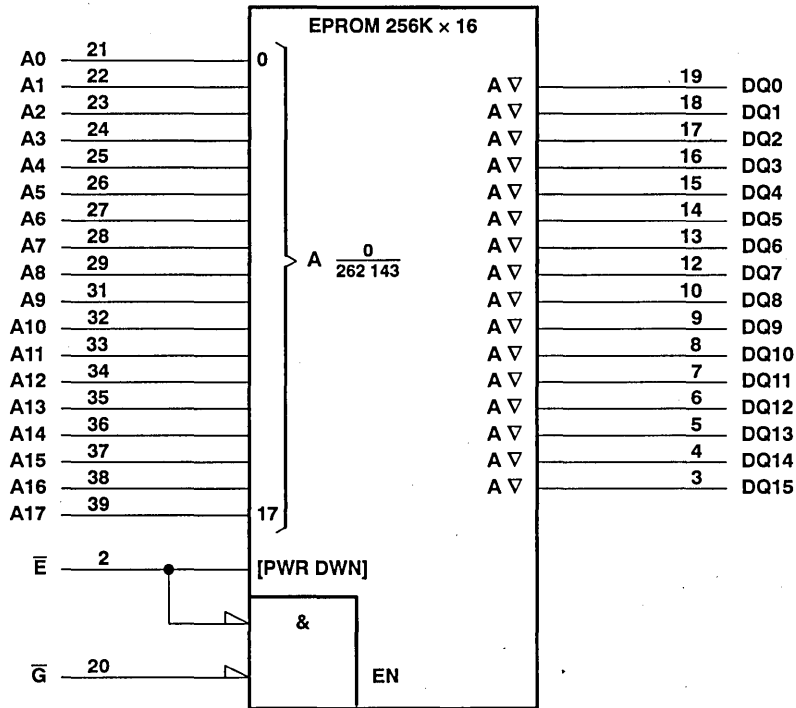 EPROM 256K × 16
A0 21 0
A1 22 A ▽ 19 DQ0
A2 23 A ▽ 18 DQ1
A3 24 A ▽ 17 DQ2
A4 25 A ▽ 16 DQ3
A5 26 A ▽ 15 DQ4
A6 27 A ▽ 14 DQ5
A7 28 A ▽ 13 DQ6
A8 29 A 0 A ▽ 12 DQ7
262 143
A9 31 A ▽ 10 DQ8
A10 32 A ▽ 9 DQ9
A11 33 A ▽ 8 DQ10
A12 34 A ▽ 7 DQ11
A13 35 A ▽ 6 DQ12
A14 36 A ▽ 5 DQ13
A15 37 A ▽ 4 DQ14
A16 38 A ▽ 3 DQ15
A17 39 17
E̅ 2 [PWR DWN]
&
G̅ 20 EN